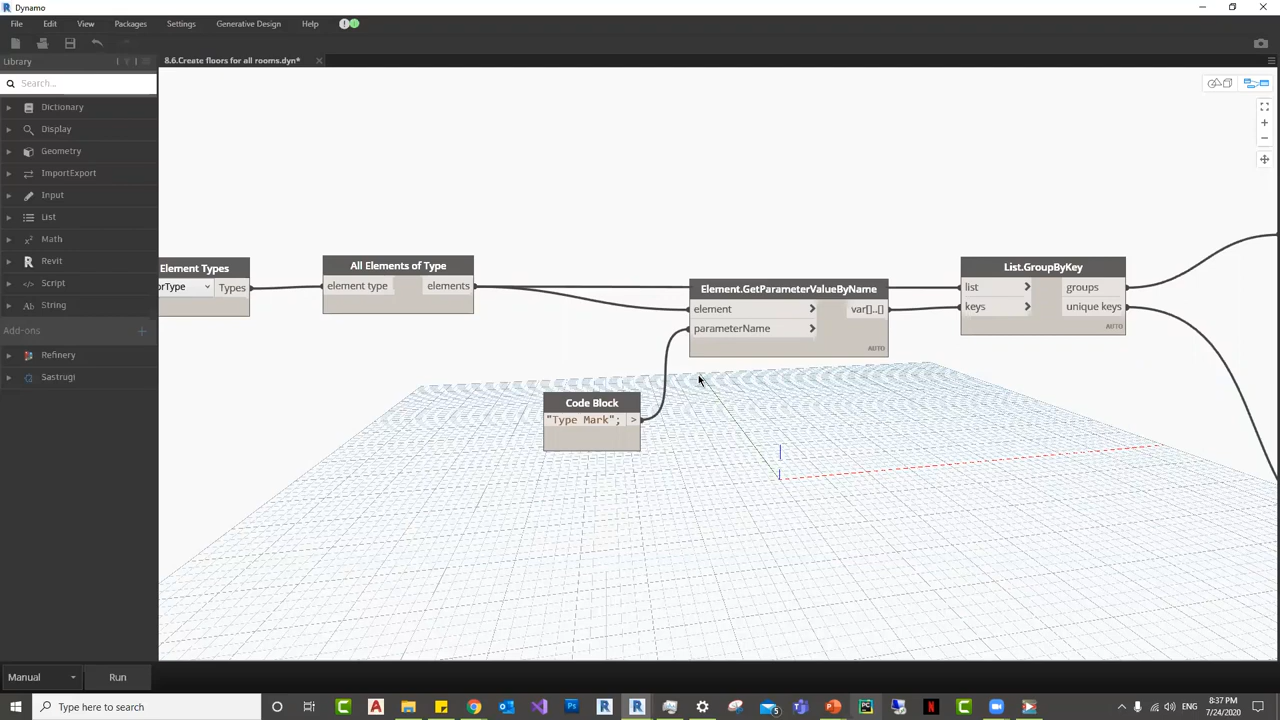 Dynamo
File Edit View Packages Settings Generative Design Help
Library
8.6.Create floors for all rooms.dyn*
Search...
Dictionary
Display
Geometry
ImportExport
Input
List
Math
Revit
Script
String
Add-ons
Refinery
Sastrugi
Element Types
orType Types
All Elements of Type
element type elements
Element.GetParameterValueByName
element var[]..[]
parameterName
AUTO
Code Block
"Type Mark"; >
List.GroupByKey
list groups
keys unique keys
AUTO
Manual Run
Type here to search
5
ENG
8:37 PM
7/24/2020